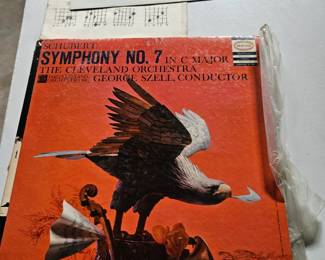 SCHUBERT:
SYMPHONY NO. 7 IN C MAJOR
THE CLEVELAND ORCHESTRA
GEORGE SZELL, CONDUCTOR